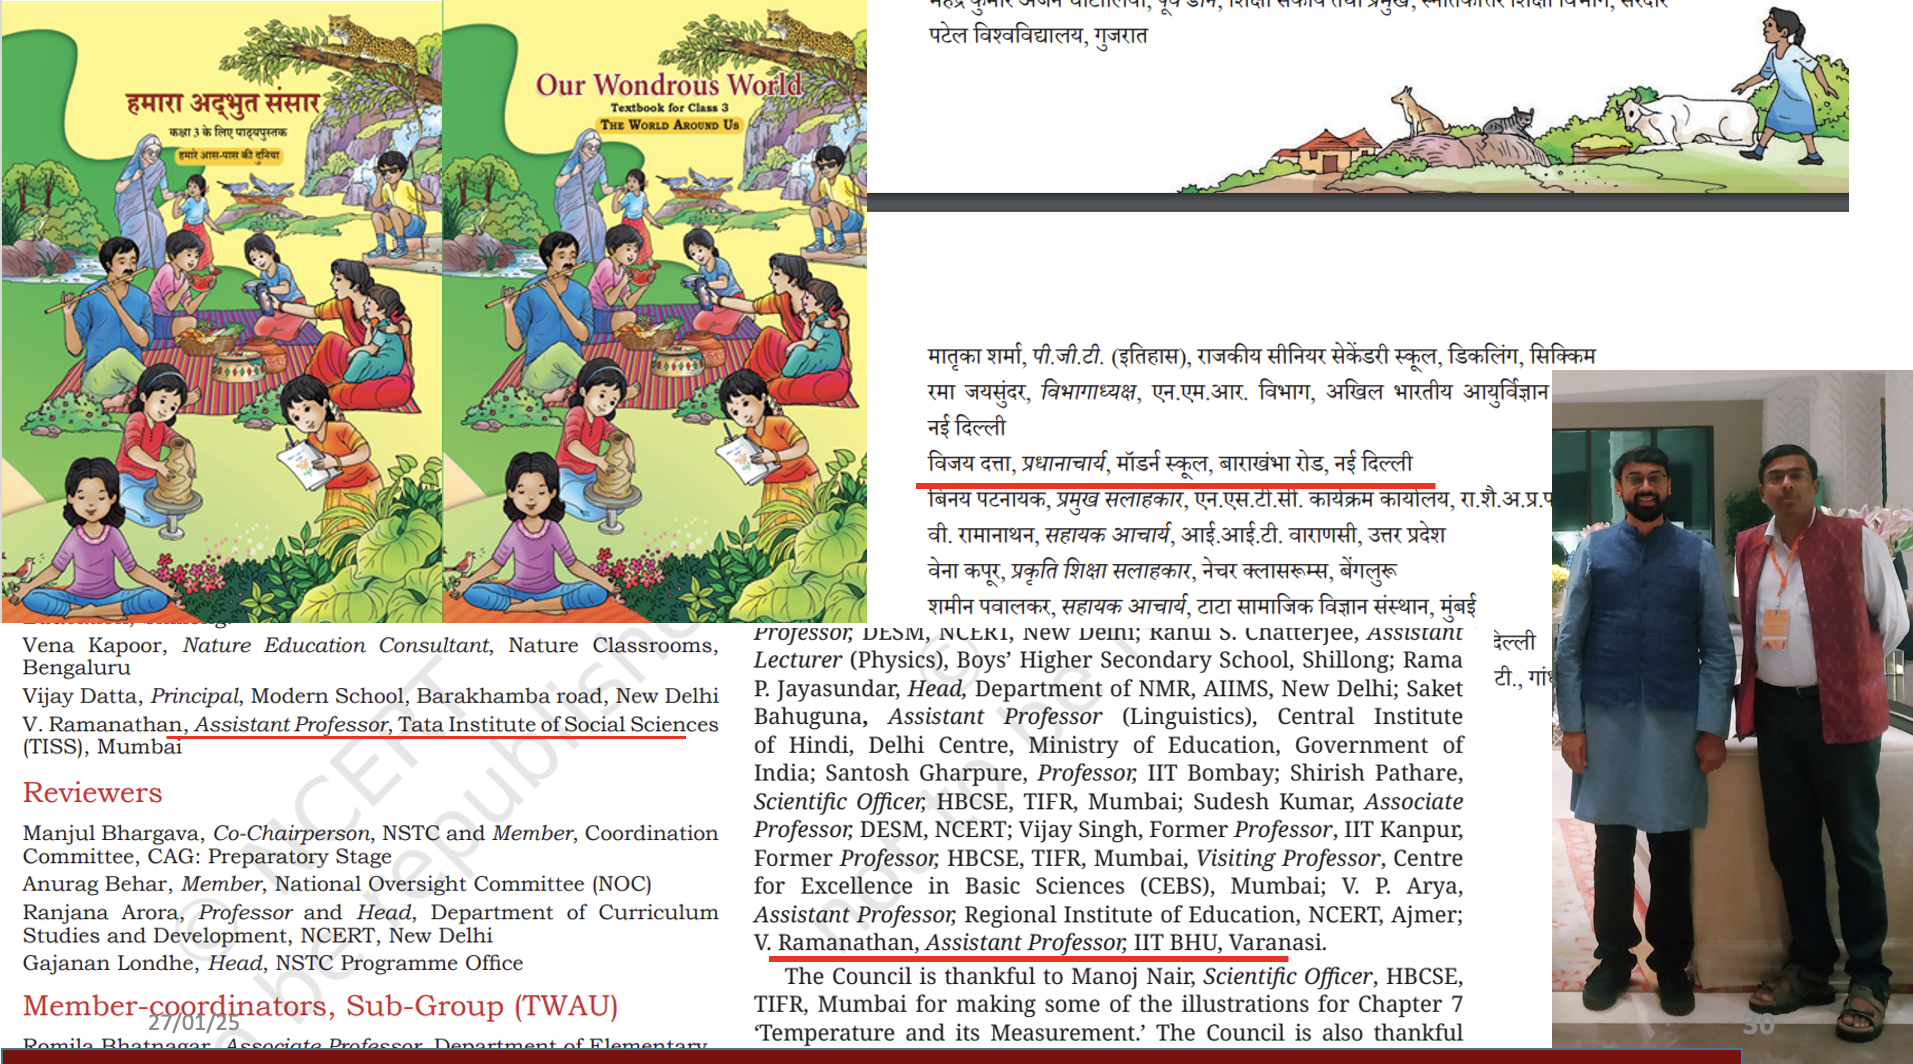 हमारा अद्भुत संसार
कक्षा 3 के लिए पाठ्यपुस्तक
हमारे आस-पास की दुनिया
Our Wondrous World
Textbook for Class 3
THE WORLD AROUND US
पटेल विश्वविद्यालय, गुजरात
मातृका शर्मा, पी.जी.टी. (इतिहास), राजकीय सीनियर सेकेंडरी स्कूल, डिकलिंग, सिक्किम
रमा जयसुंदर, विभागाध्यक्ष, एन.एम.आर. विभाग, अखिल भारतीय आयुर्विज्ञान
नई दिल्ली
विजय दत्ता, प्रधानाचार्य, मॉडर्न स्कूल, बाराखंभा रोड, नई दिल्ली
बिनय पटनायक, प्रमुख सलाहकार, एन.एस.टी.सी. कार्यक्रम कार्यालय, रा.शै.अ.प्र.प
वी. रामानाथन, सहायक आचार्य, आई.आई.टी. वाराणसी, उत्तर प्रदेश
वेना कपूर, प्रकृति शिक्षा सलाहकार, नेचर क्लासरूम्स, बेंगलुरू
शमीन पवालकर, सहायक आचार्य, टाटा सामाजिक विज्ञान संस्थान, मुंबई
दिल्ली
टी., गां
Vena Kapoor, Nature Education Consultant, Nature Classrooms,
Bengaluru
Vijay Datta, Principal, Modern School, Barakhamba road, New Delhi
V. Ramanathan, Assistant Professor, Tata Institute of Social Sciences
(TISS), Mumbai
Reviewers
Manjul Bhargava, Co-Chairperson, NSTC and Member, Coordination
Committee, CAG: Preparatory Stage
Anurag Behar, Member, National Oversight Committee (NOC)
Ranjana Arora, Professor and Head, Department of Curriculum
Studies and Development, NCERT, New Delhi
Gajanan Londhe, Head, NSTC Programme Office
Member-coordinators, Sub-Group (TWAU)
Romila Bhatnagar, Associate Professor, Department of Elementary
Professor, DESM, NCERT, New Delhi; Rahul S. Chatterjee, Assistant
Lecturer (Physics), Boys’ Higher Secondary School, Shillong; Rama
P. Jayasundar, Head, Department of NMR, AIIMS, New Delhi; Saket
Bahuguna, Assistant Professor (Linguistics), Central Institute
of Hindi, Delhi Centre, Ministry of Education, Government of
India; Santosh Gharpure, Professor, IIT Bombay; Shirish Pathare,
Scientific Officer, HBCSE, TIFR, Mumbai; Sudesh Kumar, Associate
Professor, DESM, NCERT; Vijay Singh, Former Professor, IIT Kanpur,
Former Professor, HBCSE, TIFR, Mumbai, Visiting Professor, Centre
for Excellence in Basic Sciences (CEBS), Mumbai; V. P. Arya,
Assistant Professor, Regional Institute of Education, NCERT, Ajmer;
V. Ramanathan, Assistant Professor, IIT BHU, Varanasi.
The Council is thankful to Manoj Nair, Scientific Officer, HBCSE,
TIFR, Mumbai for making some of the illustrations for Chapter 7
‘Temperature and its Measurement.’ The Council is also thankful
© NCERT
not to be republished
27/01/25
30